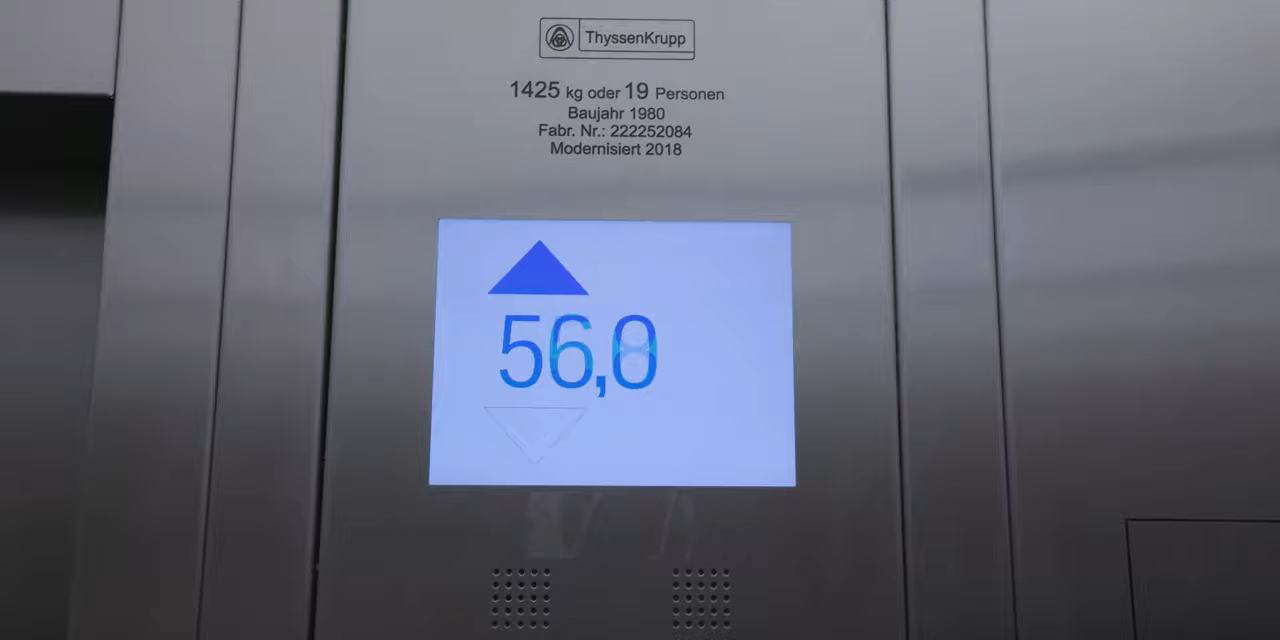 ThyssenKrupp
1425 kg oder 19 Personen
Baujahr 1980
Fabr. Nr.: 222252084
Modernisiert 2018
56,0